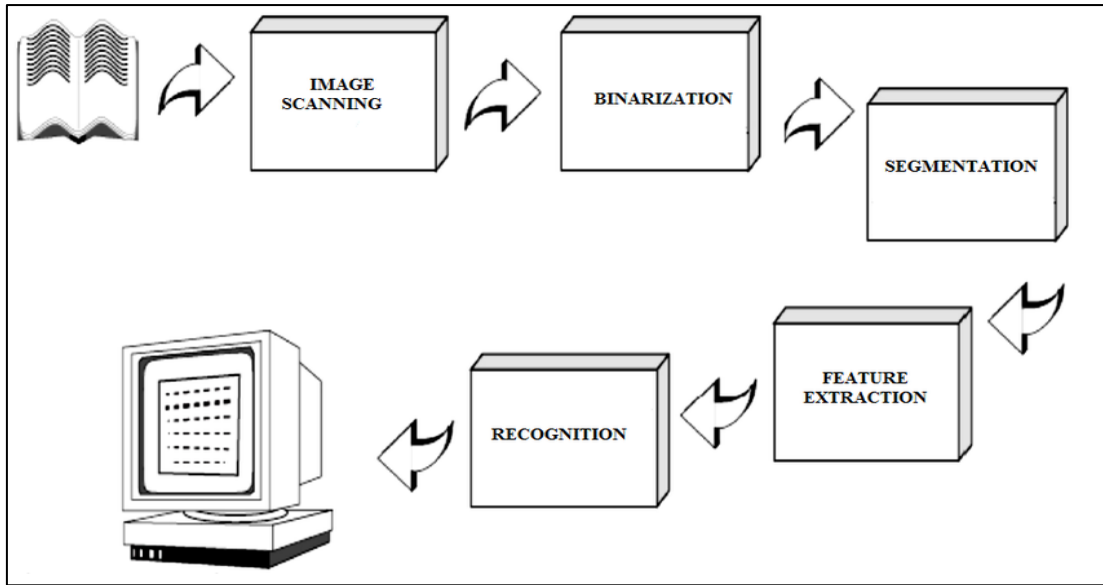 IMAGE
SCANNING
BINARIZATION
SEGMENTATION
FEATURE
EXTRACTION
RECOGNITION